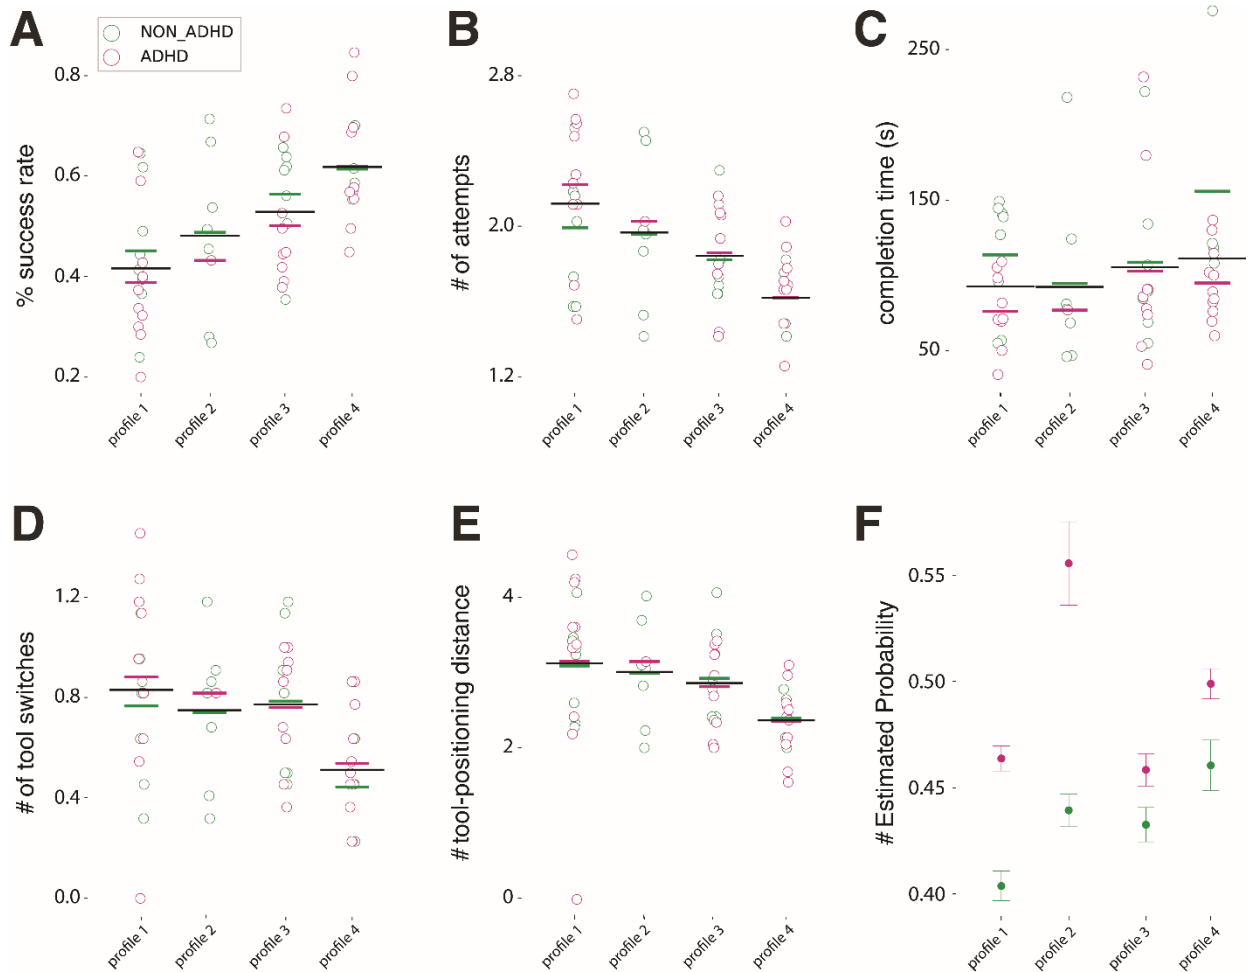 A
NON_ADHD
ADHD
% success rate
0.8
0.6
0.4
0.2
profile 1
profile 2
profile 3
profile 4
B
# of attempts
2.8
2.0
1.2
profile 1
profile 2
profile 3
profile 4
C
completion time (s)
250
150
50
profile 1
profile 2
profile 3
profile 4
D
# of tool switches
1.2
0.8
0.4
0.0
profile 1
profile 2
profile 3
profile 4
E
# tool-positioning distance
4
2
0
profile 1
profile 2
profile 3
profile 4
F
# Estimated Probability
0.55
0.50
0.45
0.40
profile 1
profile 2
profile 3
profile 4